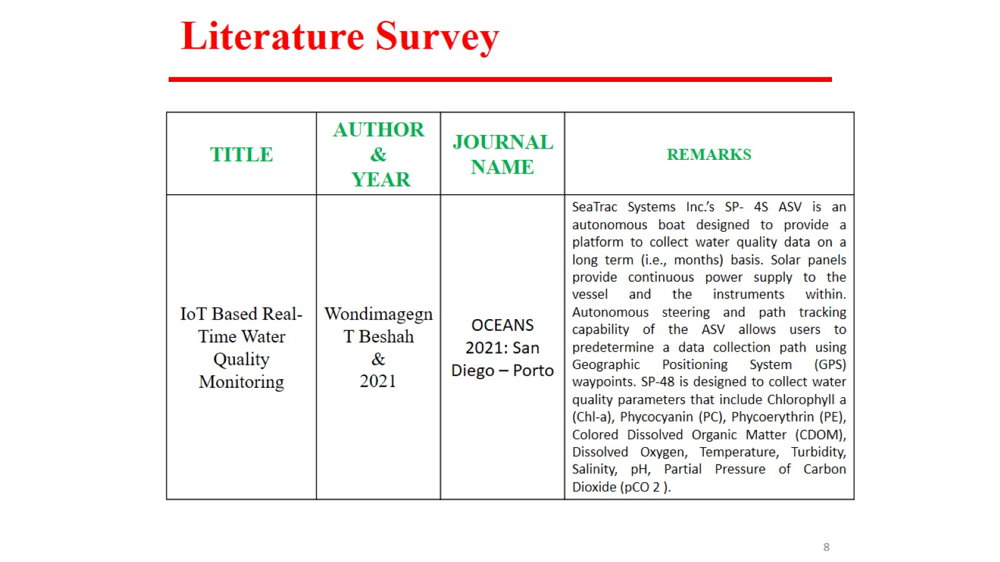 Literature Survey
TITLE
AUTHOR
&
YEAR
JOURNAL
NAME
REMARKS
IoT Based Real-
Time Water
Quality
Monitoring
Wondimagegn
T Beshah
&
2021
OCEANS
2021: San
Diego – Porto
SeaTrac Systems Inc.’s SP- 4S ASV is an
autonomous boat designed to provide a
platform to collect water quality data on a
long term (i.e., months) basis. Solar panels
provide continuous power supply to the
vessel and the instruments within.
Autonomous steering and path tracking
capability of the ASV allows users to
predetermine a data collection path using
Geographic Positioning System (GPS)
waypoints. SP-48 is designed to collect water
quality parameters that include Chlorophyll a
(Chl-a), Phycocyanin (PC), Phycoerythrin (PE),
Colored Dissolved Organic Matter (CDOM),
Dissolved Oxygen, Temperature, Turbidity,
Salinity, pH, Partial Pressure of Carbon
Dioxide (pCO 2 ).
8